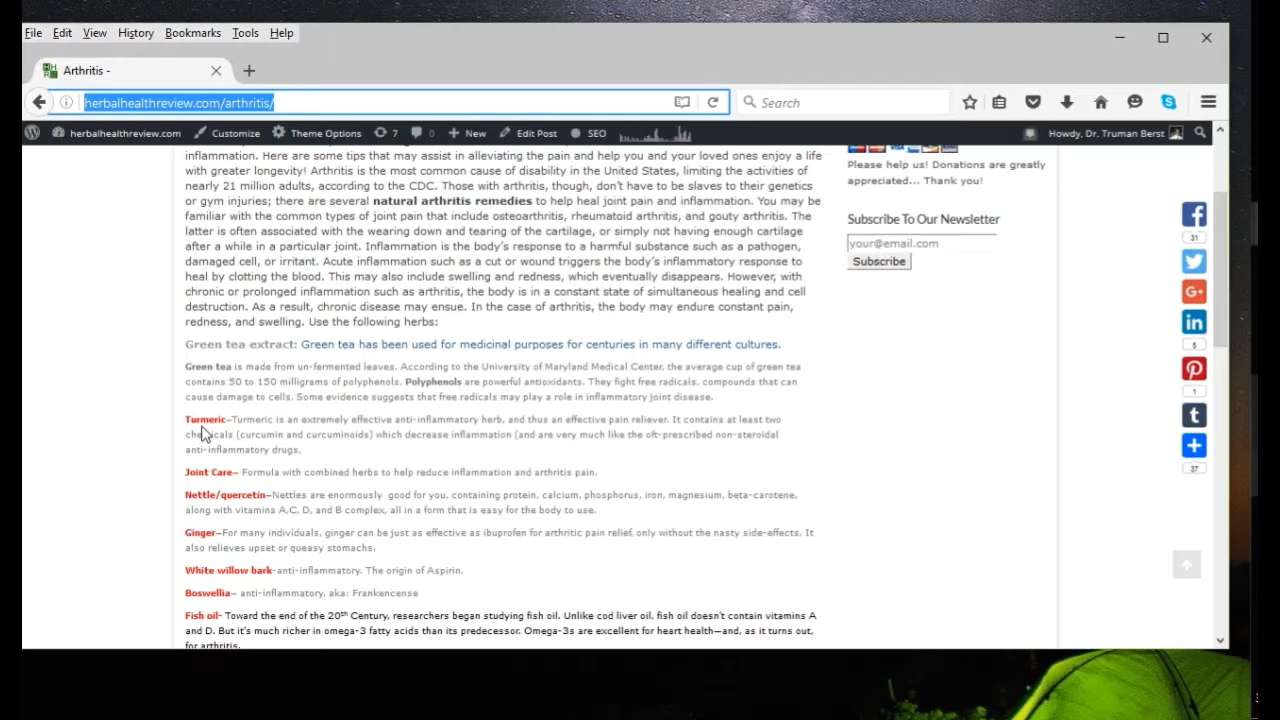 File Edit View History Bookmarks Tools Help
Arthritis -
herbalhealthreview.com/arthritis/
Search
herbalhealthreview.com Customize Theme Options 7 0 New Edit Post SEO Howdy, Dr. Truman Berst
inflammation. Here are some tips that may assist in alleviating the pain and help you and your loved ones enjoy a life
with greater longevity! Arthritis is the most common cause of disability in the United States, limiting the activities of
nearly 21 million adults, according to the CDC. Those with arthritis, though, don't have to be slaves to their genetics
or gym injuries; there are several natural arthritis remedies to help heal joint pain and inflammation. You may be
familiar with the common types of joint pain that include osteoarthritis, rheumatoid arthritis, and gouty arthritis. The
latter is often associated with the wearing down and tearing of the cartilage, or simply not having enough cartilage
after a while in a particular joint. Inflammation is the body's response to a harmful substance such as a pathogen,
damaged cell, or irritant. Acute inflammation such as a cut or wound triggers the body's inflammatory response to
heal by clotting the blood. This may also include swelling and redness, which eventually disappears. However, with
chronic or prolonged inflammation such as arthritis, the body is in a constant state of simultaneous healing and cell
destruction. As a result, chronic disease may ensue. In the case of arthritis, the body may endure constant pain,
redness, and swelling. Use the following herbs:
Green tea extract: Green tea has been used for medicinal purposes for centuries in many different cultures.
Green tea is made from un-fermented leaves. According to the University of Maryland Medical Center, the average cup of green tea
contains 50 to 150 milligrams of polyphenols. Polyphenols are powerful antioxidants. They fight free radicals, compounds that can
cause damage to cells. Some evidence suggests that free radicals may play a role in inflammatory joint disease.
Turmeric–Turmeric is an extremely effective anti-inflammatory herb, and thus an effective pain reliever. It contains at least two
chemicals (curcumin and curcuminoids) which decrease inflammation (and are very much like the oft-prescribed non-steroidal
anti-inflammatory drugs.
Joint Care– Formula with combined herbs to help reduce inflammation and arthritis pain.
Nettle/quercetin–Nettles are enormously good for you, containing protein, calcium, phosphorus, iron, magnesium, beta-carotene,
along with vitamins A,C, D, and B complex, all in a form that is easy for the body to use.
Ginger–For many individuals, ginger can be just as effective as ibuprofen for arthritic pain relief, only without the nasty side-effects. It
also relieves upset or queasy stomachs.
White willow bark-anti-inflammatory. The origin of Aspirin.
Boswellia– anti-inflammatory. aka: Frankencense
Fish oil- Toward the end of the 20th Century, researchers began studying fish oil. Unlike cod liver oil, fish oil doesn't contain vitamins A
and D. But it's much richer in omega-3 fatty acids than its predecessor. Omega-3s are excellent for heart health—and, as it turns out,
for arthritis.
Please help us! Donations are greatly
appreciated... Thank you!
Subscribe To Our Newsletter
your@email.com
Subscribe
31
5
1
37